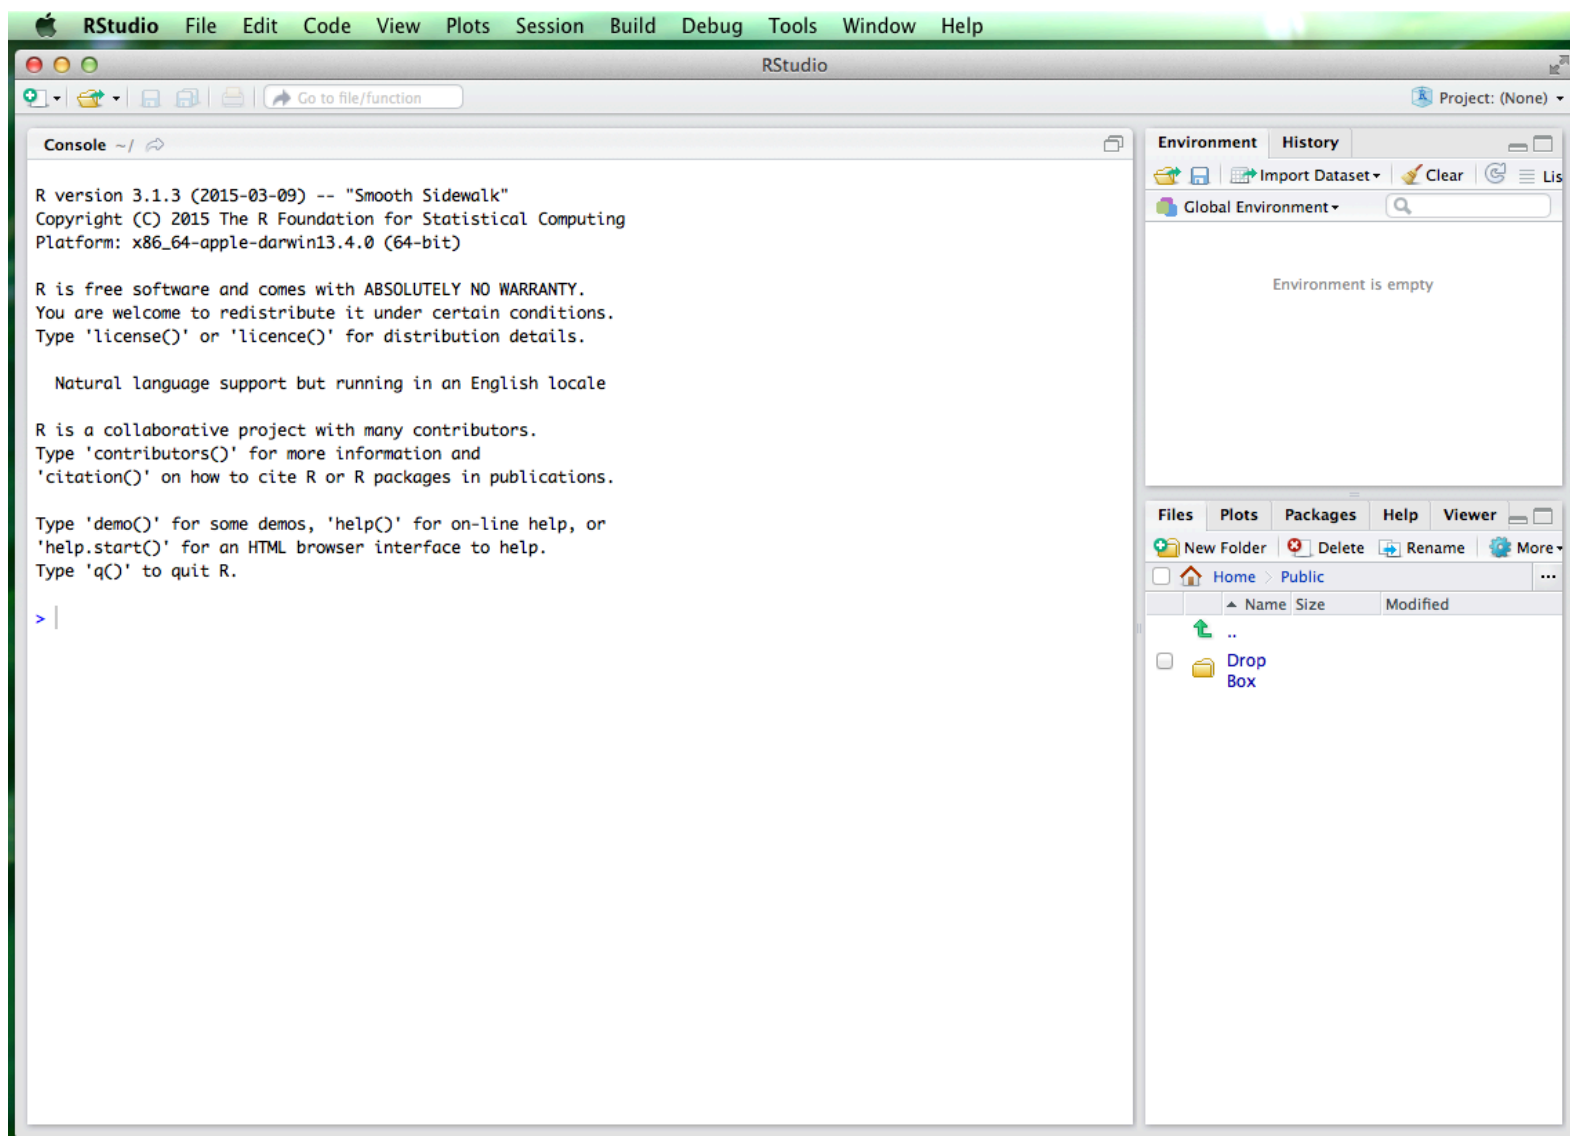 RStudio File Edit Code View Plots Session Build Debug Tools Window Help
RStudio
Go to file/function
Project: (None)
Console ~/
R version 3.1.3 (2015-03-09) -- "Smooth Sidewalk"
Copyright (C) 2015 The R Foundation for Statistical Computing
Platform: x86_64-apple-darwin13.4.0 (64-bit)
R is free software and comes with ABSOLUTELY NO WARRANTY.
You are welcome to redistribute it under certain conditions.
Type 'license()' or 'licence()' for distribution details.
Natural language support but running in an English locale
R is a collaborative project with many contributors.
Type 'contributors()' for more information and
'citation()' on how to cite R or R packages in publications.
Type 'demo()' for some demos, 'help()' for on-line help, or
'help.start()' for an HTML browser interface to help.
Type 'q()' to quit R.
>
Environment History
Import Dataset Clear Lis
Global Environment
Environment is empty
Files Plots Packages Help Viewer
New Folder Delete Rename More
Home Public ...
Name Size Modified
..
Drop
Box